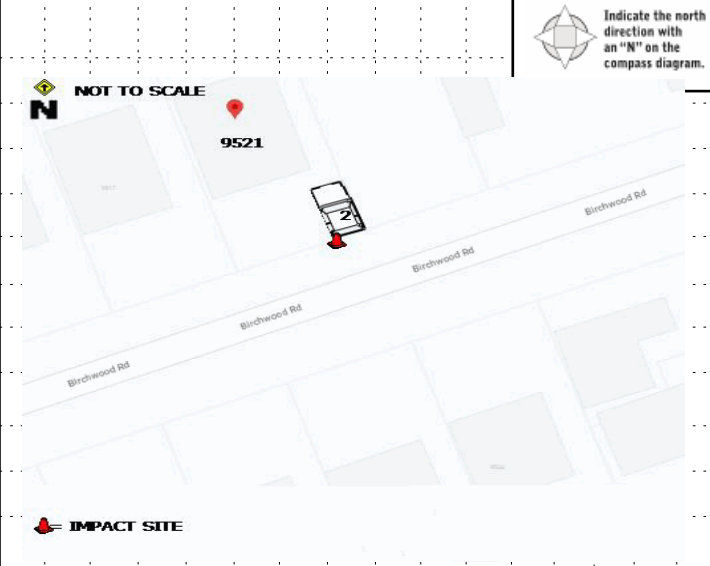 Indicate the north
direction with
an “N” on the
compass diagram.
NOT TO SCALE
N
9521
2
Birchwood Rd
Birchwood Rd
Birchwood Rd
Birchwood Rd
= IMPACT SITE